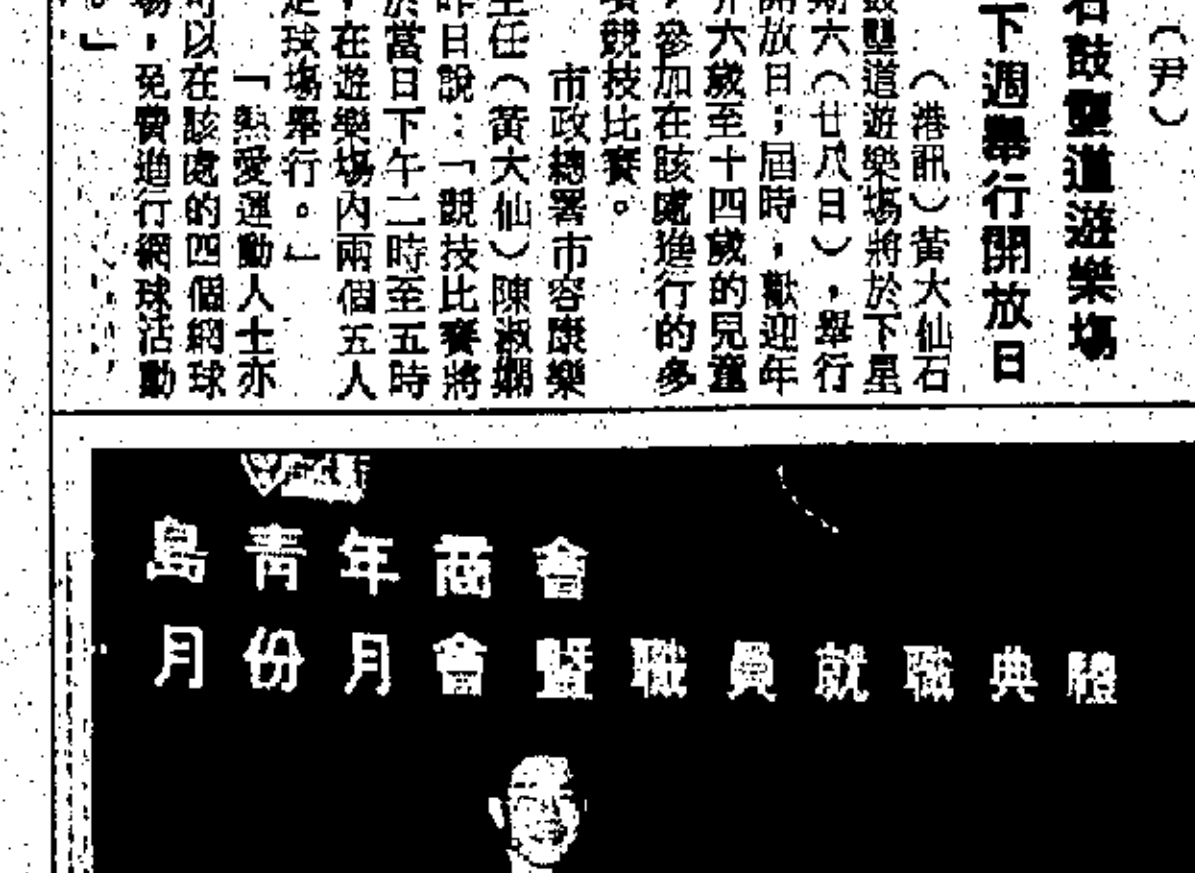 （尹）
石鼓壟道遊樂場
下週舉行開放日
（港訊）黃大仙石
鼓壟道遊樂場將於下星
期六（廿八日），舉行
開放日；屆時，歡迎年
介六歲至十四歲的兒童
，參加在該處進行的多
項競技比賽。
市政總署市容康樂
主任（黃大仙）陳淑嫻
昨日說：「競技比賽將
於當日下午二時至五時
，在遊樂場內兩個五人
足球場舉行。」
「熱愛運動人士亦
可以在該處的四個網球
場，免費進行網球活動
。」
島青年商會
月份月會暨職員就職典禮